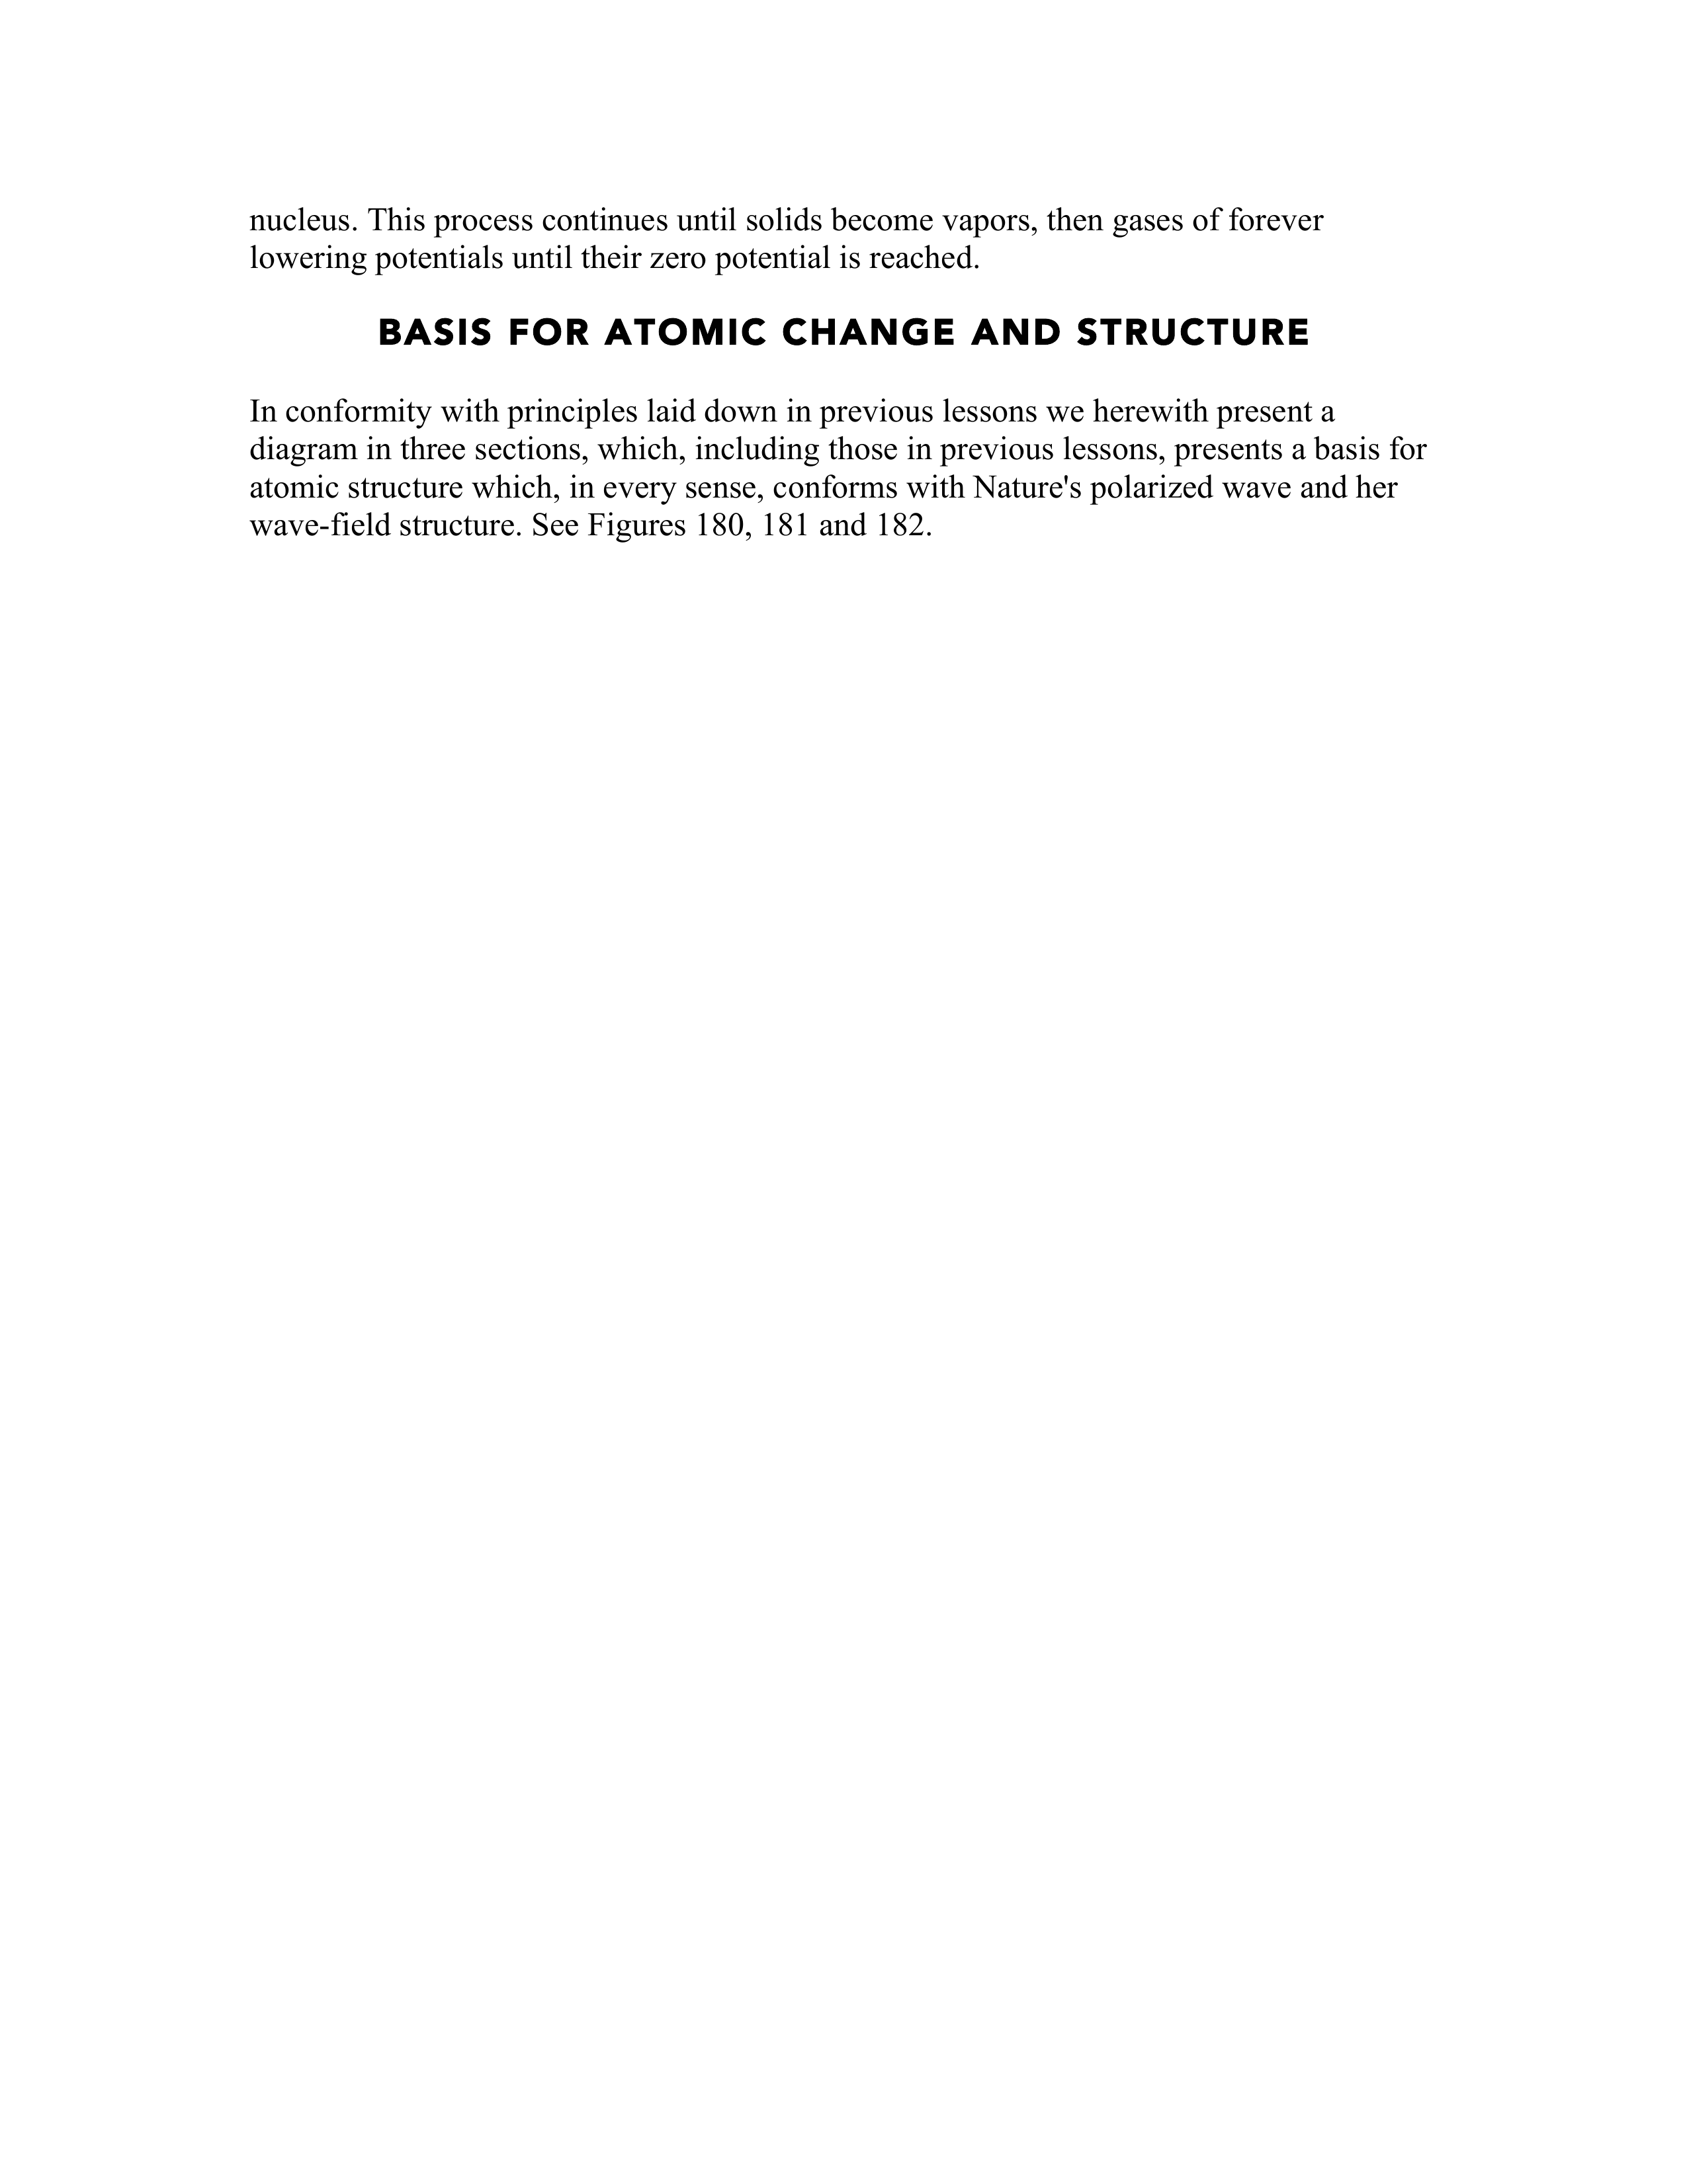 nucleus. This process continues until solids become vapors, then gases of forever
lowering potentials until their zero potential is reached.
BASIS FOR ATOMIC CHANGE AND STRUCTURE
In conformity with principles laid down in previous lessons we herewith present a
diagram in three sections, which, including those in previous lessons, presents a basis for
atomic structure which, in every sense, conforms with Nature's polarized wave and her
wave-field structure. See Figures 180, 181 and 182.